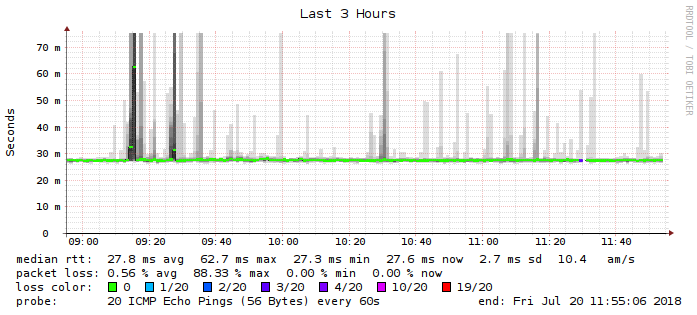 Last 3 Hours
RRDTOOL / TOBI OETIKER
Seconds
70 m
60 m
50 m
40 m
30 m
20 m
10 m
0
09:00 09:20 09:40 10:00 10:20 10:40 11:00 11:20 11:40
median rtt: 27.8 ms avg 62.7 ms max 27.3 ms min 27.6 ms now 2.7 ms sd 10.4 am/s
packet loss: 0.56 % avg 88.33 % max 0.00 % min 0.00 % now
loss color: 0 1/20 2/20 3/20 4/20 10/20 19/20
probe: 20 ICMP Echo Pings (56 Bytes) every 60s end: Fri Jul 20 11:55:06 2018